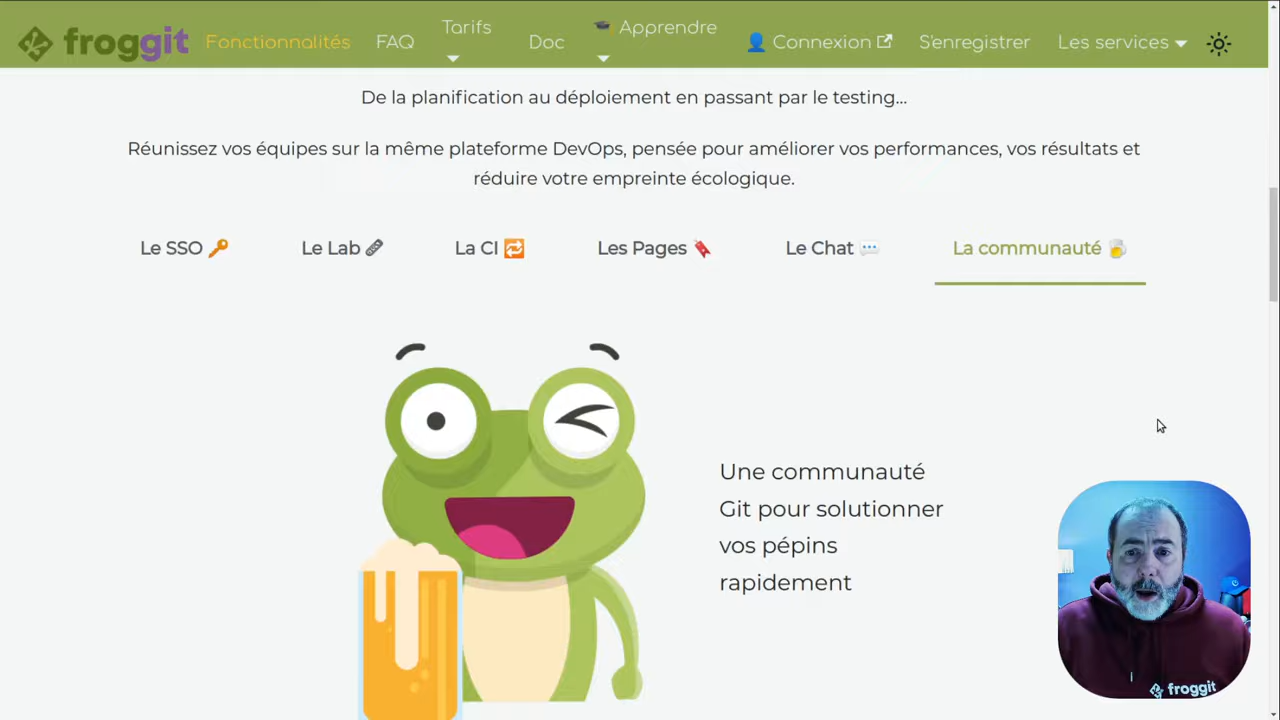 froggit
Fonctionnalités
FAQ
Tarifs
Doc
Apprendre
Connexion
S'enregistrer
Les services
De la planification au déploiement en passant par le testing...
Réunissez vos équipes sur la même plateforme DevOps, pensée pour améliorer vos performances, vos résultats et
réduire votre empreinte écologique.
Le SSO
Le Lab
La CI
Les Pages
Le Chat
La communauté
Une communauté
Git pour solutionner
vos pépins
rapidement
froggit